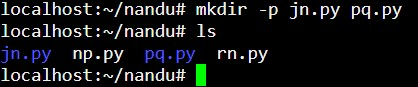 localhost:~/nandu# mkdir -p jn.py pq.py
localhost:~/nandu# ls
jn.py  np.py  pq.py  rn.py
localhost:~/nandu#